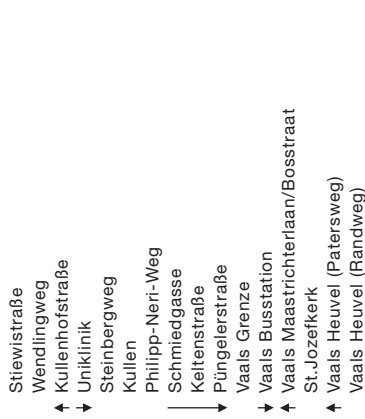 Stiewistraße
Wendlingweg
Kullenhofstraße
Uniklinik
Steinbergweg
Kullen
Philipp-Neri-Weg
Schmiedgasse
Keltenstraße
Püngelerstraße
Vaals Grenze
Vaals Busstation
Vaals Maastrichterlaan/Bosstraat
St.Jozefkerk
Vaals Heuvel (Patersweg)
Vaals Heuvel (Randweg)